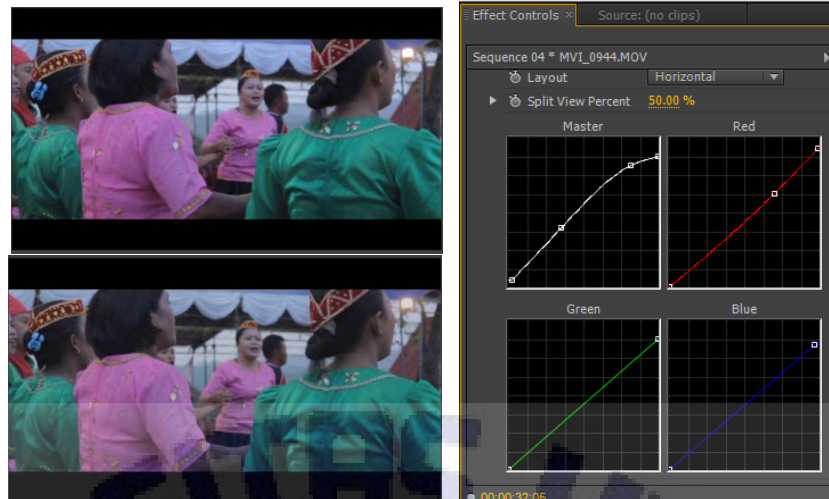 Effect Controls × Source: (no clips)
Sequence 04 * MVI_0944.MOV
Layout Horizontal
Split View Percent 50.00 %
Master Red
Green Blue
00:00:32:06